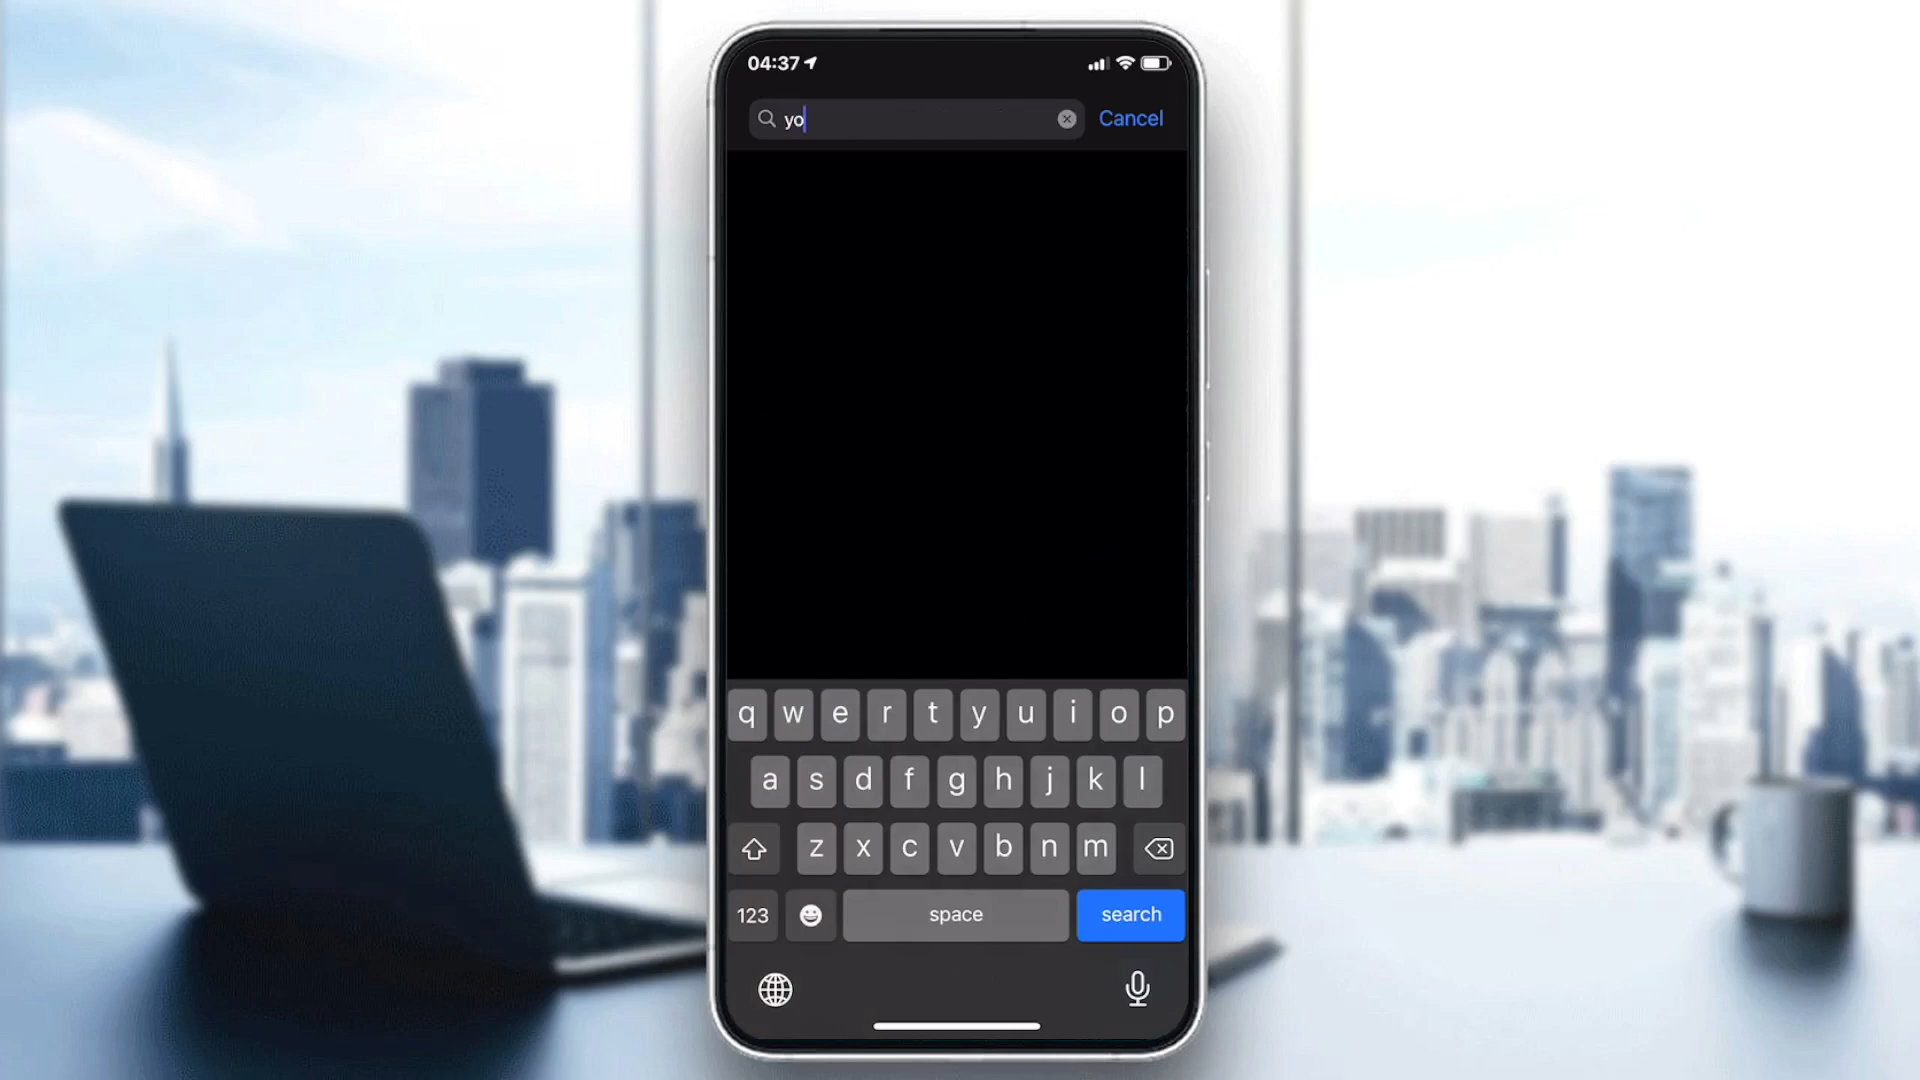 04:37
yo
Cancel
q w e r t y u i o p
a s d f g h j k l
z x c v b n m
123 space search